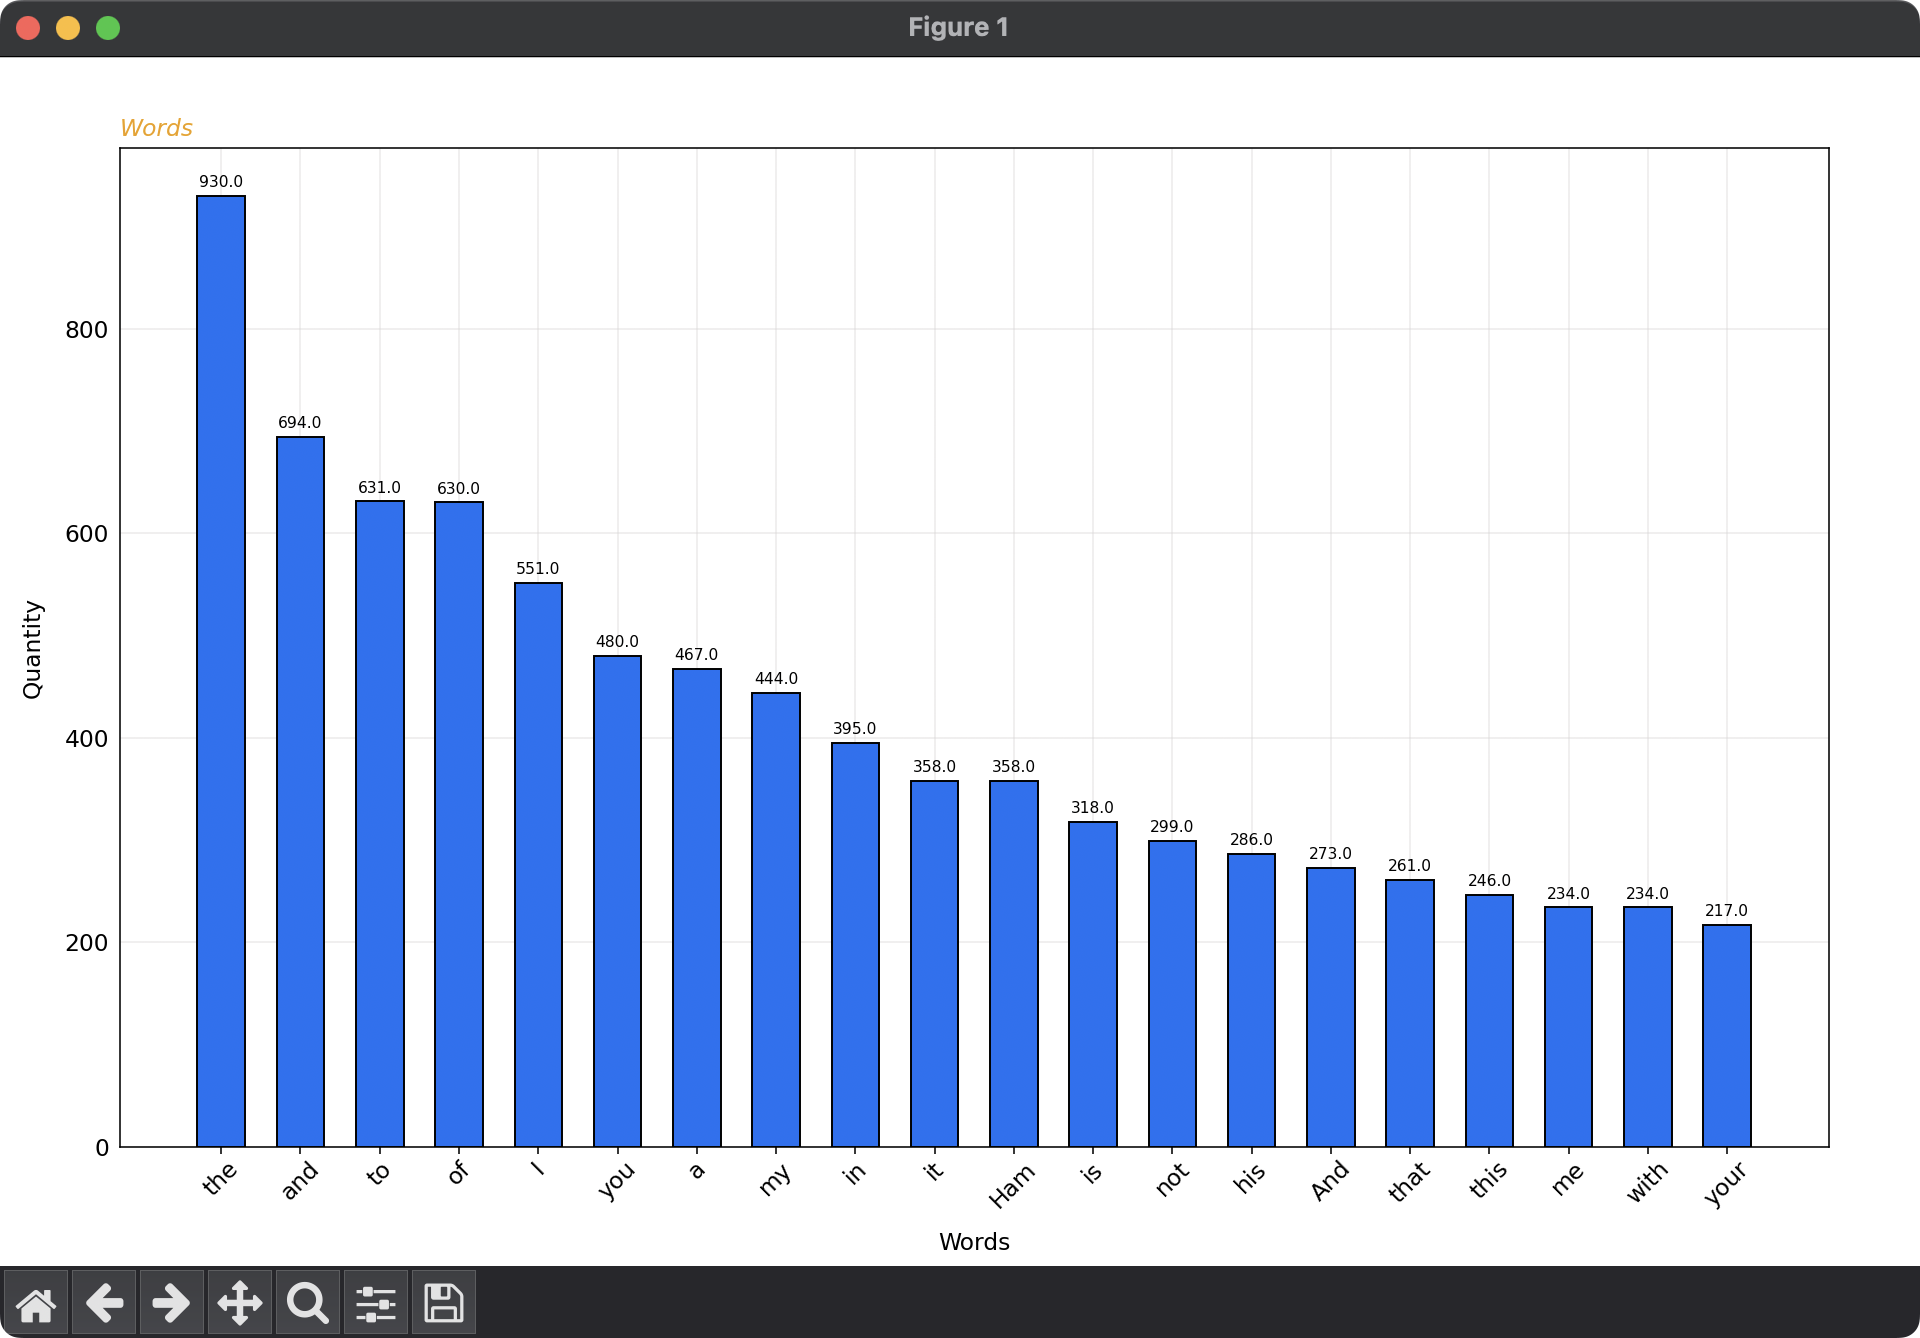 Figure 1
Words
930.0
694.0
631.0
630.0
551.0
480.0
467.0
444.0
395.0
358.0
358.0
318.0
299.0
286.0
273.0
261.0
246.0
234.0
234.0
217.0
800
600
400
200
0
Quantity
the
and
to
of
I
you
a
my
in
it
Ham
is
not
his
And
that
this
me
with
your
Words